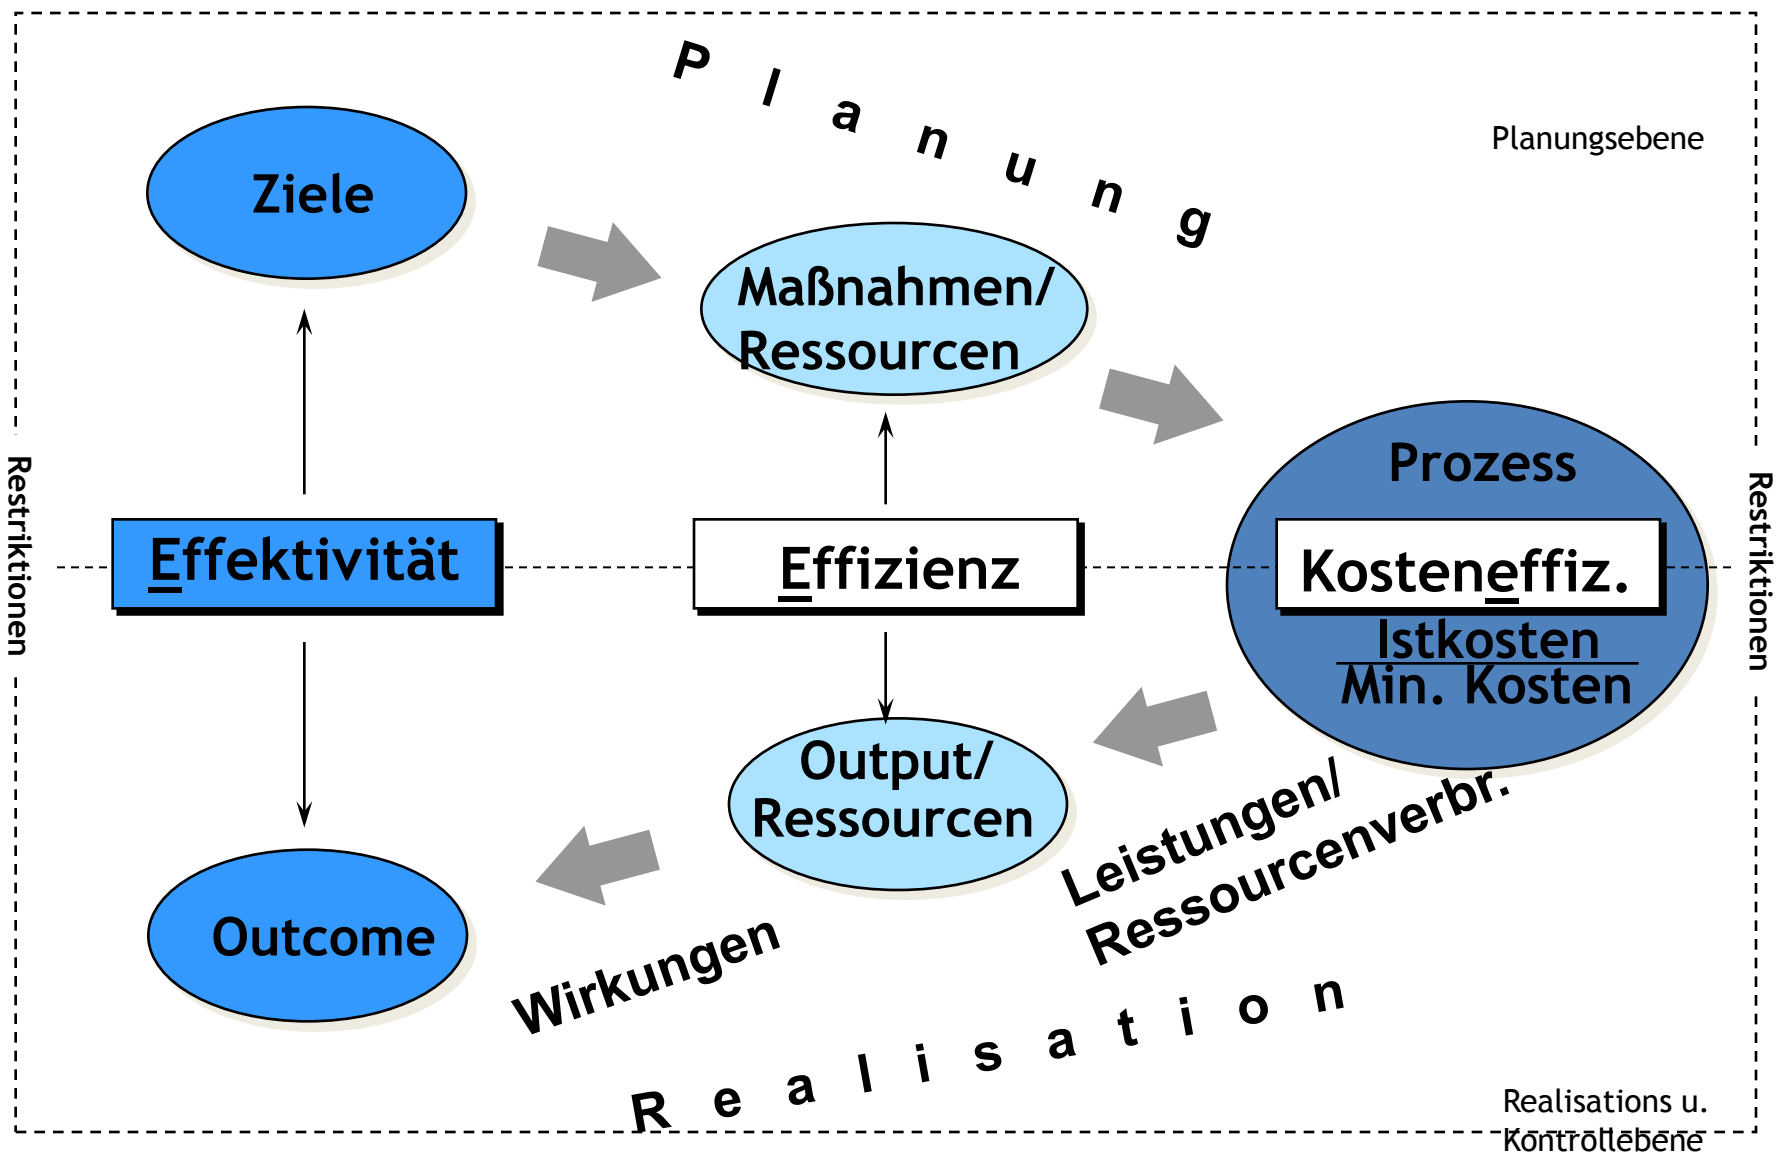 Planung
Planungsebene
Ziele
Maßnahmen/
Ressourcen
Prozess
Restriktionen
Restriktionen
Effektivität
Effizienz
Kosteneffiz.
Istkosten
Min. Kosten
Output/
Ressourcen
Leistungen/
Ressourcenverbr.
Outcome
Wirkungen
Realisation
Realisations u.
Kontrollebene